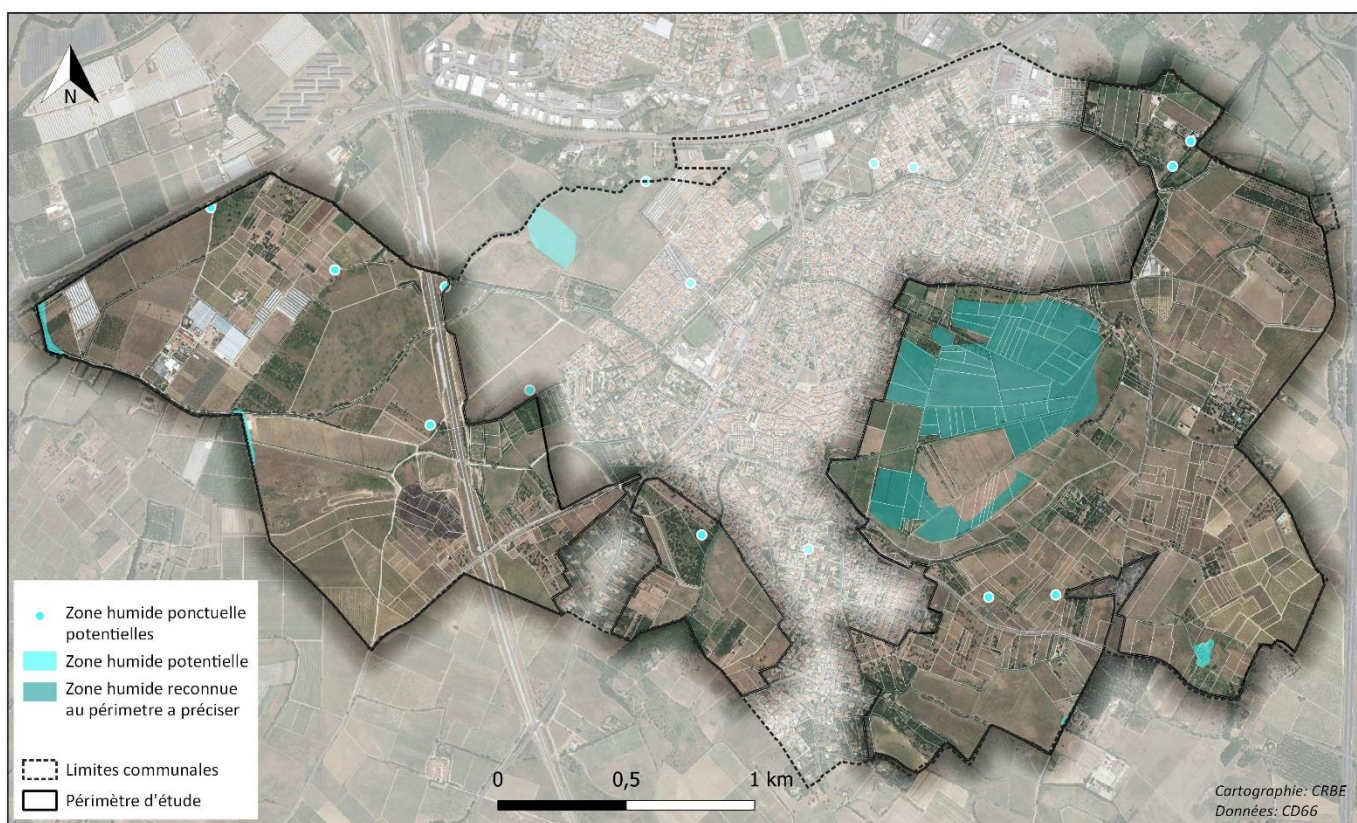 N
Zone humide ponctuelle
potentielles
Zone humide potentielle
Zone humide reconnue
au périmetre a préciser
Limites communales
Périmètre d'étude
0 0,5 1 km
Cartographie: CRBE
Données: CD66